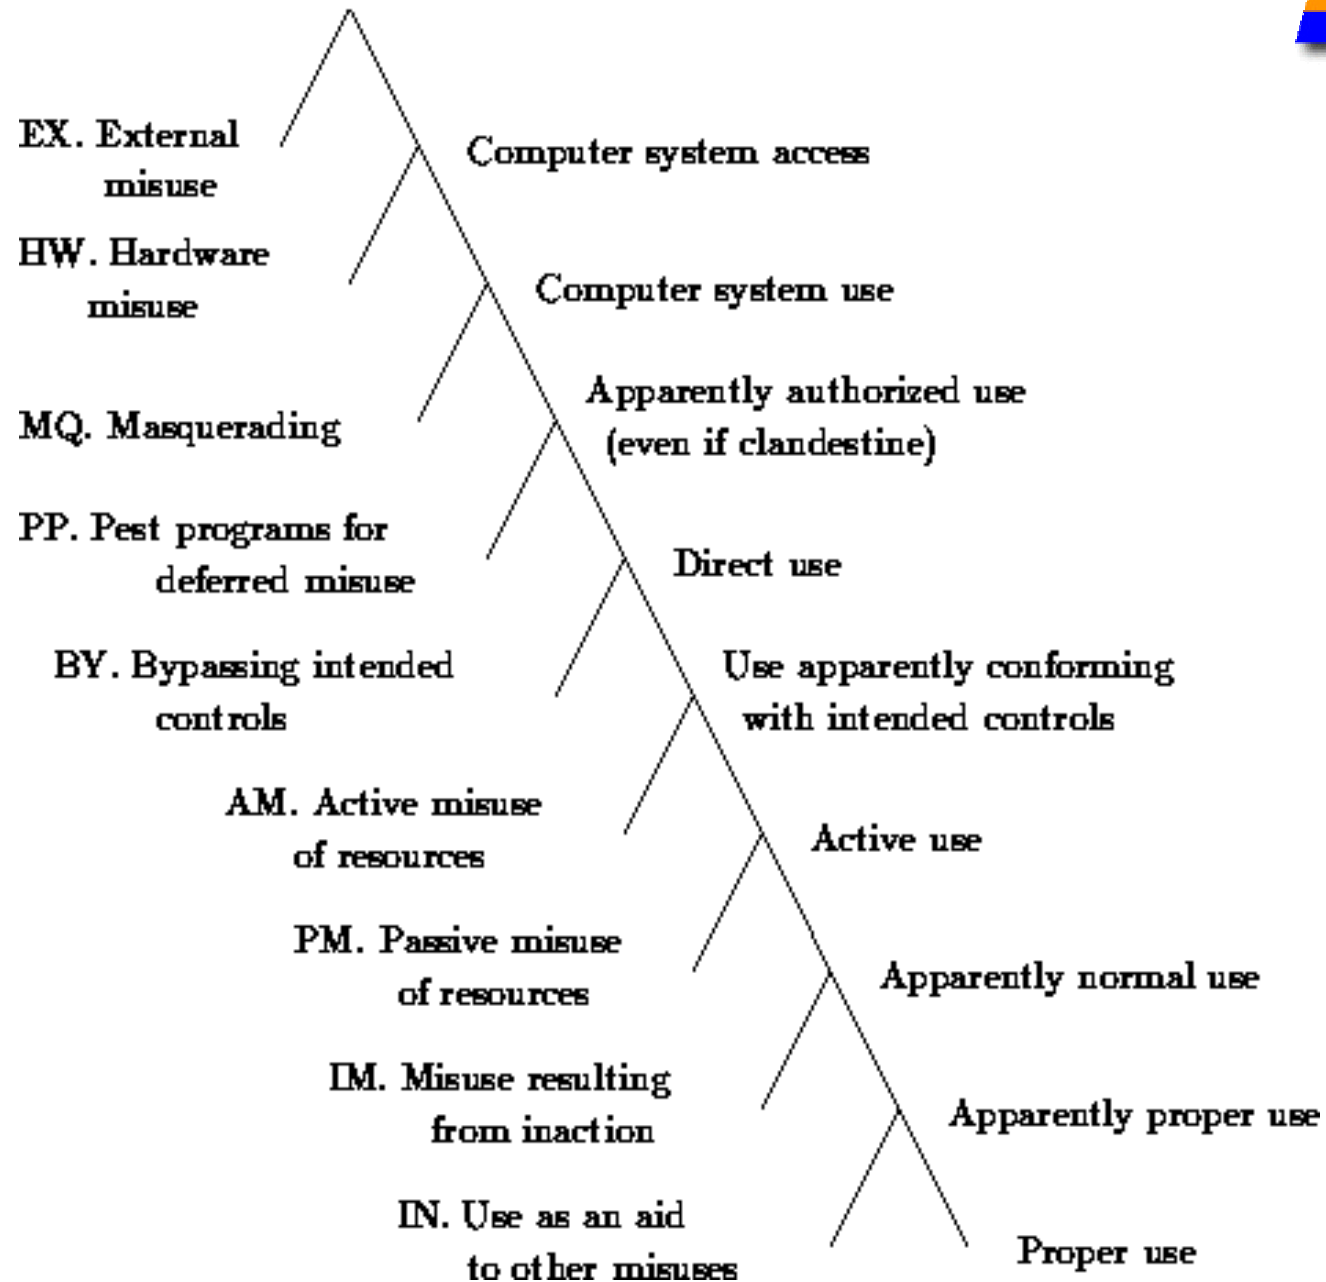 EX. External
misuse
Computer system access
HW. Hardware
misuse
Computer system use
Apparently authorized use
(even if clandestine)
MQ. Masquerading
PP. Pest programs for
deferred misuse
Direct use
BY. Bypassing intended
controls
Use apparently conforming
with intended controls
AM. Active misuse
of resources
Active use
PM. Passive misuse
of resources
Apparently normal use
IM. Misuse resulting
from inaction
Apparently proper use
IN. Use as an aid
to other misuses
Proper use